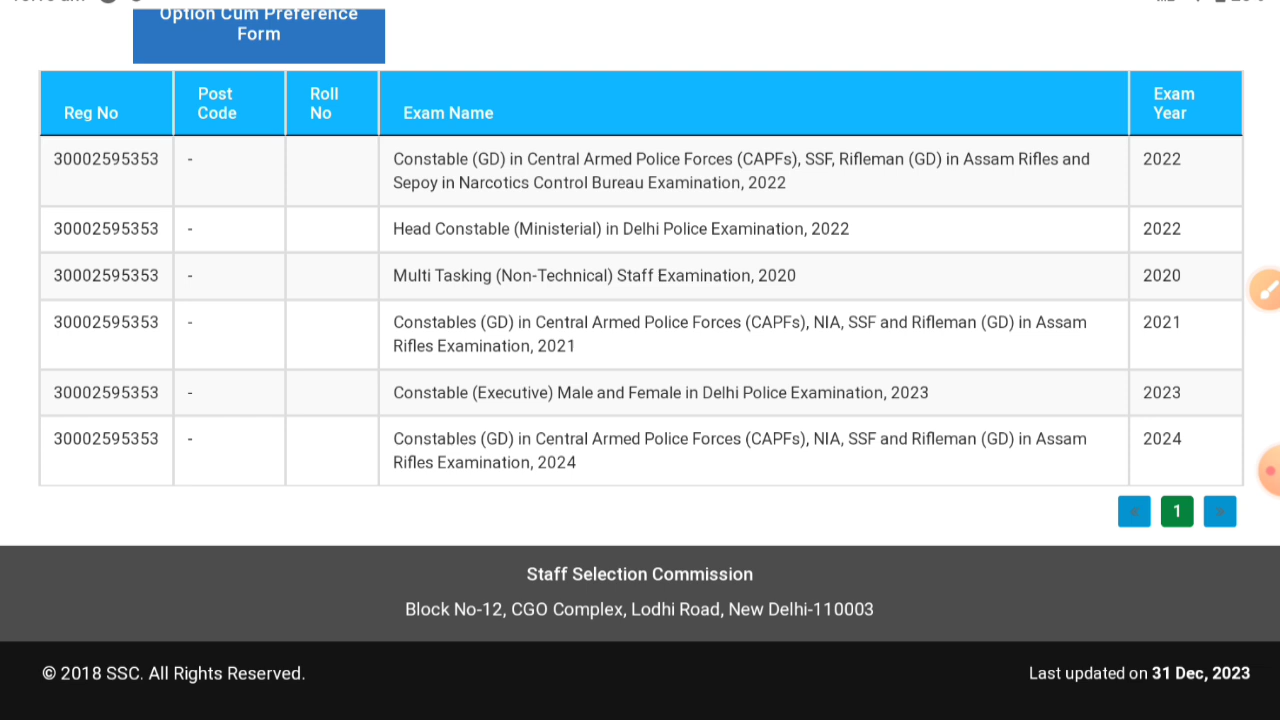 Option Cum Preference
Form
Reg No Post Code Roll No Exam Name Exam Year
30002595353 - Constable (GD) in Central Armed Police Forces (CAPFs), SSF, Rifleman (GD) in Assam Rifles and 2022
Sepoy in Narcotics Control Bureau Examination, 2022
30002595353 - Head Constable (Ministerial) in Delhi Police Examination, 2022 2022
30002595353 - Multi Tasking (Non-Technical) Staff Examination, 2020 2020
30002595353 - Constables (GD) in Central Armed Police Forces (CAPFs), NIA, SSF and Rifleman (GD) in Assam 2021
Rifles Examination, 2021
30002595353 - Constable (Executive) Male and Female in Delhi Police Examination, 2023 2023
30002595353 - Constables (GD) in Central Armed Police Forces (CAPFs), NIA, SSF and Rifleman (GD) in Assam 2024
Rifles Examination, 2024
« 1 »
Staff Selection Commission
Block No-12, CGO Complex, Lodhi Road, New Delhi-110003
© 2018 SSC. All Rights Reserved. Last updated on 31 Dec, 2023